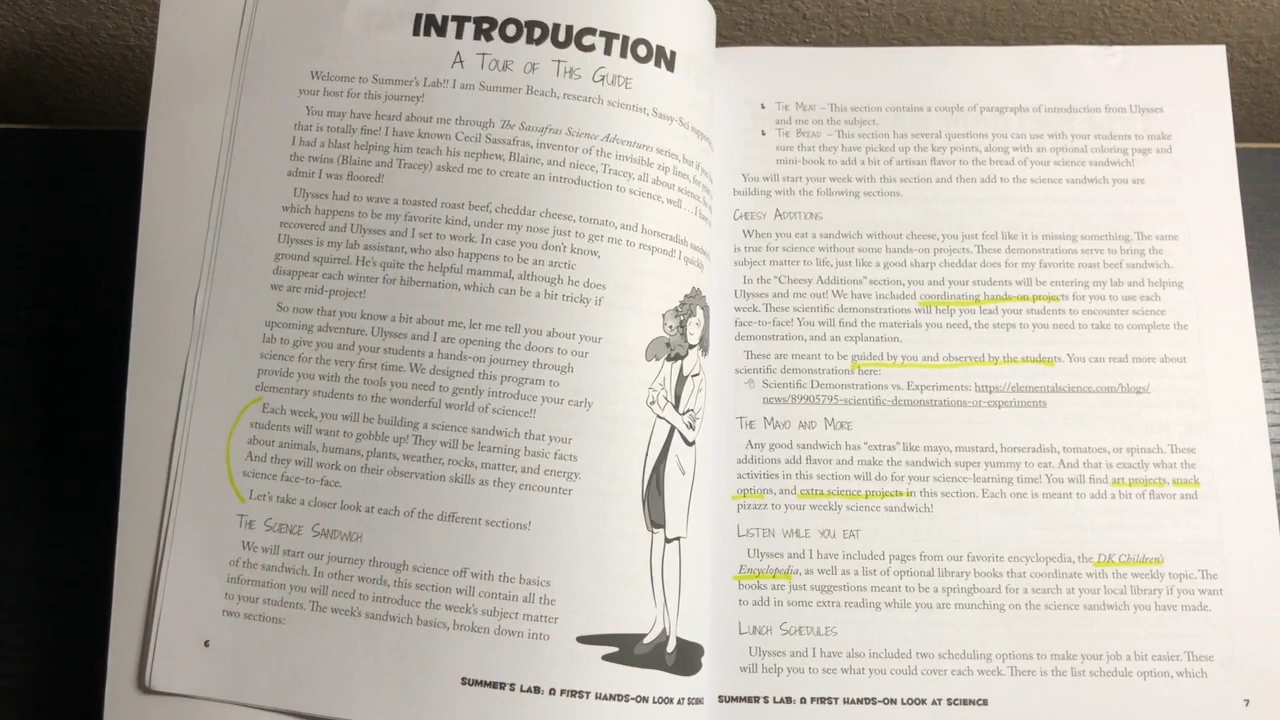 INTRODUCTION
A Tour of This Guide
Welcome to Summer's Lab!! I am Summer Beach, research scientist, Sassy-Sci
your host for this journey!
You may have heard about me through The Sassafras Science Adventures series, but if
that is totally fine! I have known Cecil Sassafras, inventor of the invisible zip lines, for
I had a blast helping him teach his nephew, Blaine, and niece, Tracey, all about science.
the twins (Blaine and Tracey) asked me to create an introduction to science, well . . . I
admit I was floored!
Ulysses had to wave a toasted roast beef, cheddar cheese, tomato, and horseradish
which happens to be my favorite kind, under my nose just to get me to respond! I quickly
recovered and Ulysses and I set to work. In case you don't know,
Ulysses is my lab assistant, who also happens to be an arctic
ground squirrel. He's quite the helpful mammal, although he does
disappear each winter for hibernation, which can be a bit tricky if
we are mid-project!
So now that you know a bit about me, let me tell you about your
upcoming adventure. Ulysses and I are opening the doors to our
lab to give you and your students a hands-on journey through
science for the very first time. We designed this program to
provide you with the tools you need to gently introduce your early
elementary students to the wonderful world of science!!
Each week, you will be building a science sandwich that your
students will want to gobble up! They will be learning basic facts
about animals, humans, plants, weather, rocks, matter, and energy.
And they will work on their observation skills as they encounter
science face-to-face.
Let's take a closer look at each of the different sections!
The Science Sandwich
We will start our journey through science off with the basics
of the sandwich. In other words, this section will contain all the
information you will need to introduce the week's subject matter
to your students. The week's sandwich basics, broken down into
two sections:
6
SUMMER'S LAB: A FIRST HANDS-ON LOOK AT
The Meat – This section contains a couple of paragraphs of introduction from Ulysses
and me on the subject.
The Bread – This section has several questions you can use with your students to make
sure that they have picked up the key points, along with an optional coloring page and
mini-book to add a bit of artisan flavor to the bread of your science sandwich!
You will start your week with this section and then add to the science sandwich you are
building with the following sections.
Cheesy Additions
When you eat a sandwich without cheese, you just feel like it is missing something. The same
is true for science without some hands-on projects. These demonstrations serve to bring the
subject matter to life, just like a good sharp cheddar does for my favorite roast beef sandwich.
In the "Cheesy Additions" section, you and your students will be entering my lab and helping
Ulysses and me out! We have included coordinating hands-on projects for you to use each
week. These scientific demonstrations will help you lead your students to encounter science
face-to-face! You will find the materials you need, the steps you need to take to complete the
demonstration, and an explanation.
These are meant to be guided by you and observed by the students. You can read more about
scientific demonstrations here:
Scientific Demonstrations vs. Experiments: https://elementalscience.com/blogs/
news/89905795-scientific-demonstrations-or-experiments
The Mayo and More
Any good sandwich has "extras" like mayo, mustard, horseradish, tomatoes, or spinach. These
additions add flavor and make the sandwich super yummy to eat. And that is exactly what the
activities in this section will do for your science-learning time! You will find art projects, snack
options, and extra science projects in this section. Each one is meant to add a bit of flavor and
pizazz to your weekly science sandwich!
Listen while you eat
Ulysses and I have included pages from our favorite encyclopedia, the DK Children's
Encyclopedia, as well as a list of optional library books that coordinate with the weekly topic. The
books are just suggestions meant to be a springboard for a search at your local library if you want
to add in some extra reading while you are munching on the science sandwich you have made.
Lunch Schedules
Ulysses and I have also included two scheduling options to make your job a bit easier. These
will help you to see what you could cover each week. There is the list schedule option, which
SUMMER'S LAB: A FIRST HANDS-ON LOOK AT SCIENCE
7